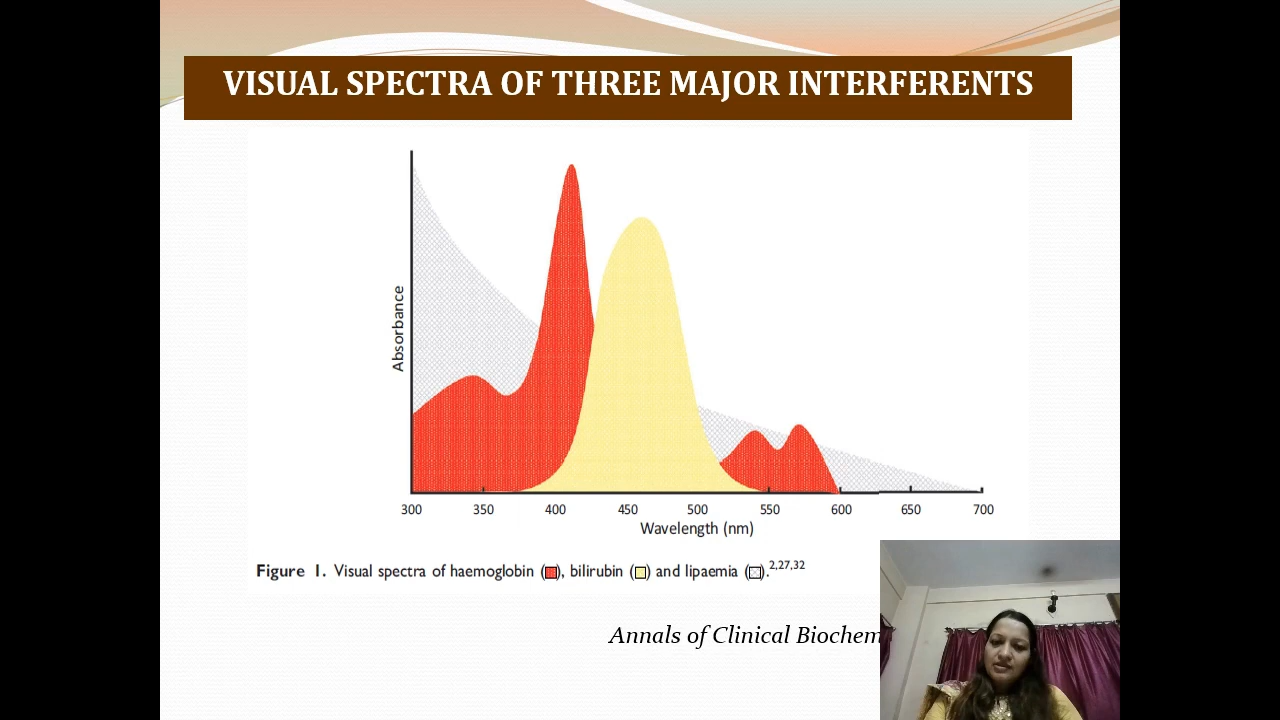 VISUAL SPECTRA OF THREE MAJOR INTERFERENTS
Absorbance
300 350 400 450 500 550 600 650 700
Wavelength (nm)
Figure 1. Visual spectra of haemoglobin (), bilirubin () and lipaemia ().2,27,32
Annals of Clinical Biochem